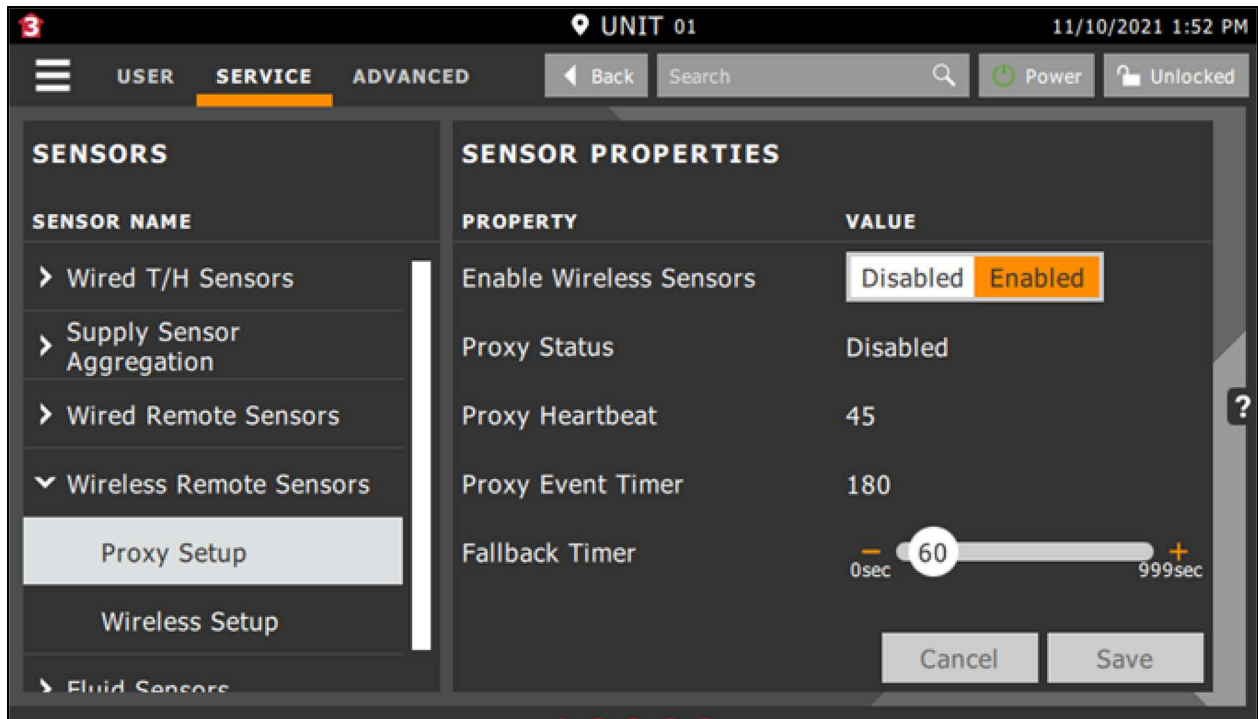 3
UNIT 01
11/10/2021 1:52 PM
USER
SERVICE
ADVANCED
Back
Search
Power
Unlocked
SENSORS
SENSOR NAME
Wired T/H Sensors
Supply Sensor
Aggregation
Wired Remote Sensors
Wireless Remote Sensors
Proxy Setup
Wireless Setup
Fluid Sensors
SENSOR PROPERTIES
PROPERTY VALUE
Enable Wireless Sensors Disabled Enabled
Proxy Status Disabled
Proxy Heartbeat 45
Proxy Event Timer 180
Fallback Timer 60
0sec 999sec
Cancel Save
?